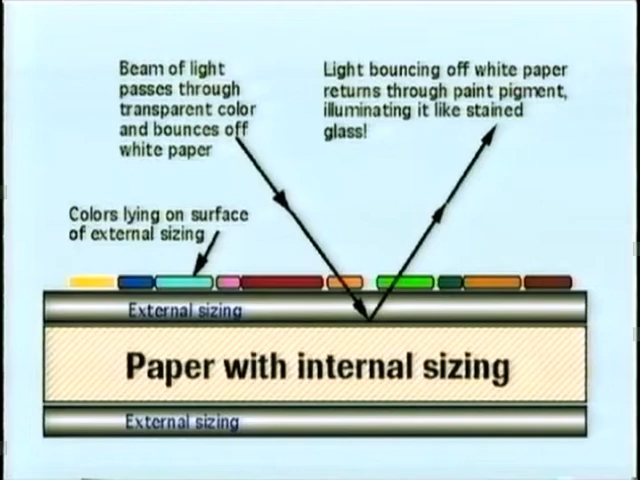 Beam of light
passes through
transparent color
and bounces off
white paper
Light bouncing off white paper
returns through paint pigment,
illuminating it like stained
glass!
Colors lying on surface
of external sizing
External sizing
Paper with internal sizing
External sizing